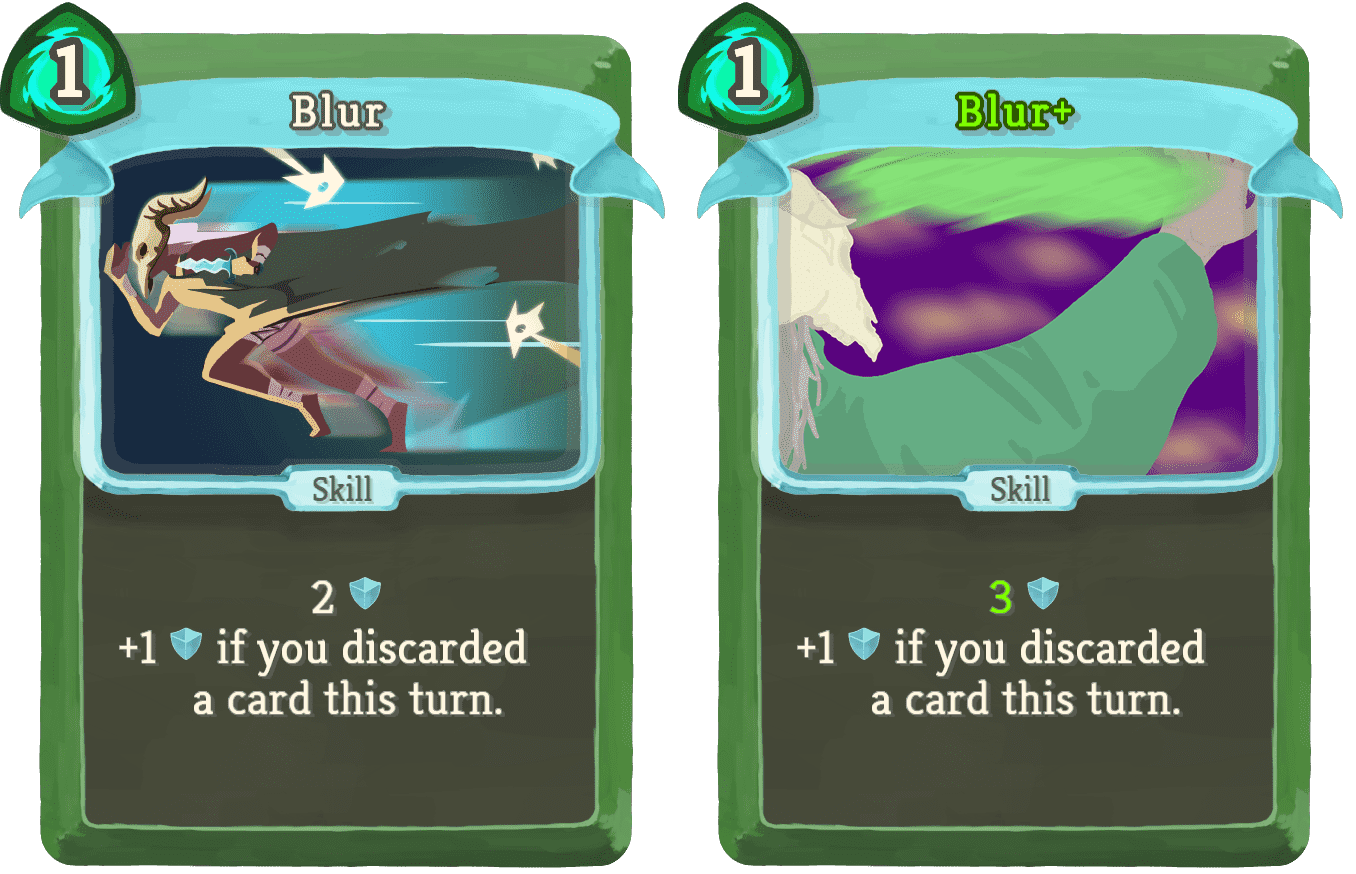 1
Blur
Skill
2
+1 if you discarded
a card this turn.
1
Blur+
Skill
3
+1 if you discarded
a card this turn.